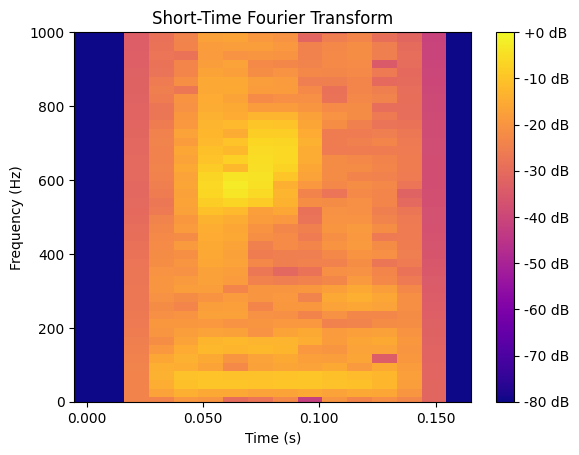 Short-Time Fourier Transform
1000
800
600
400
200
0
Frequency (Hz)
0.000
0.050
0.100
0.150
Time (s)
+0 dB
-10 dB
-20 dB
-30 dB
-40 dB
-50 dB
-60 dB
-70 dB
-80 dB